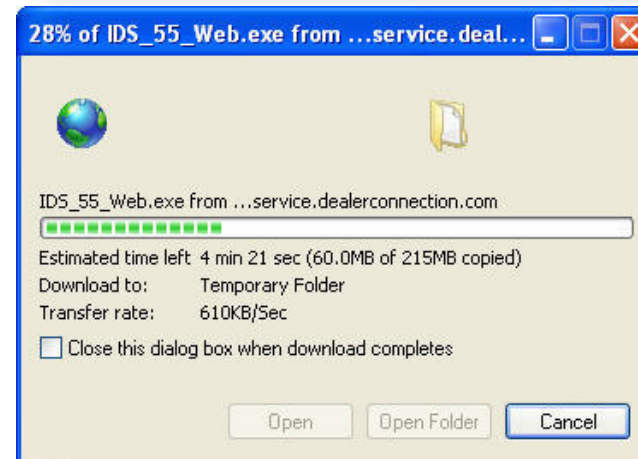 28% of IDS_55_Web.exe from ...service.deal...
IDS_55_Web.exe from ...service.dealerconnection.com
Estimated time left 4 min 21 sec (60.0MB of 215MB copied)
Download to: Temporary Folder
Transfer rate: 610KB/Sec
Close this dialog box when download completes
Open Open Folder Cancel